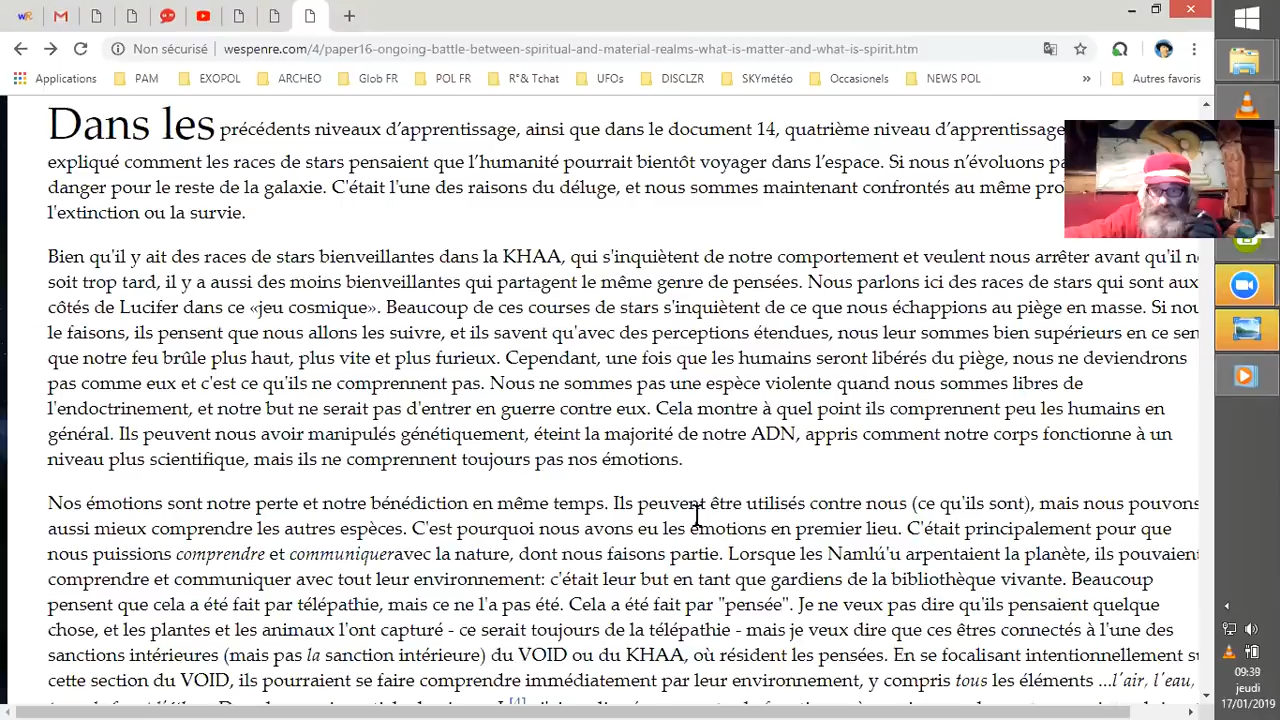 Non sécurisé
wespenre.com/4/paper16-ongoing-battle-between-spiritual-and-material-realms-what-is-matter-and-what-is-spirit.htm
Applications PAM EXOPOL ARCHEO Glob FR POL FR R°& Tchat UFOs DISCLZR SKYmétéo Occasionels NEWS POL » Autres favoris
Dans les précédents niveaux d’apprentissage, ainsi que dans le document 14, quatrième niveau d’apprentissage
expliqué comment les races de stars pensaient que l’humanité pourrait bientôt voyager dans l’espace. Si nous n’évoluons
danger pour le reste de la galaxie. C'était l'une des raisons du déluge, et nous sommes maintenant confrontés au même
l'extinction ou la survie.
Bien qu'il y ait des races de stars bienveillantes dans la KHAA, qui s'inquiètent de notre comportement et veulent nous arrêter avant qu'il
soit trop tard, il y a aussi des moins bienveillantes qui partagent le même genre de pensées. Nous parlons ici des races de stars qui sont aux
côtés de Lucifer dans ce «jeu cosmique». Beaucoup de ces courses de stars s'inquiètent de ce que nous échappions au piège en masse. Si
le faisons, ils pensent que nous allons les suivre, et ils savent qu'avec des perceptions étendues, nous leur sommes bien supérieurs en ce
que notre feu brûle plus haut, plus vite et plus furieux. Cependant, une fois que les humains seront libérés du piège, nous ne deviendrons
pas comme eux et c'est ce qu'ils ne comprennent pas. Nous ne sommes pas une espèce violente quand nous sommes libres de
l'endoctrinement, et notre but ne serait pas d'entrer en guerre contre eux. Cela montre à quel point ils comprennent peu les humains en
général. Ils peuvent nous avoir manipulés génétiquement, éteint la majorité de notre ADN, appris comment notre corps fonctionne à un
niveau plus scientifique, mais ils ne comprennent toujours pas nos émotions.
Nos émotions sont notre perte et notre bénédiction en même temps. Ils peuvent être utilisés contre nous (ce qu'ils sont), mais nous pouvons
aussi mieux comprendre les autres espèces. C'est pourquoi nous avons eu les émotions en premier lieu. C'était principalement pour que
nous puissions comprendre et communiqueravec la nature, dont nous faisons partie. Lorsque les Namlú'u arpentaient la planète, ils pouvaient
comprendre et communiquer avec tout leur environnement: c'était leur but en tant que gardiens de la bibliothèque vivante. Beaucoup
pensent que cela a été fait par télépathie, mais ce ne l'a pas été. Cela a été fait par "pensée". Je ne veux pas dire qu'ils pensaient quelque
chose, et les plantes et les animaux l'ont capturé - ce serait toujours de la télépathie - mais je veux dire que ces êtres connectés à l'une des
sanctions intérieures (mais pas la sanction intérieure) du VOID ou du KHAA, où résident les pensées. En se focalisant intentionnellement
cette section du VOID, ils pourraient se faire comprendre immédiatement par leur environnement, y compris tous les éléments ...l'air, l'eau,
[4]
09:39
jeudi
17/01/2019